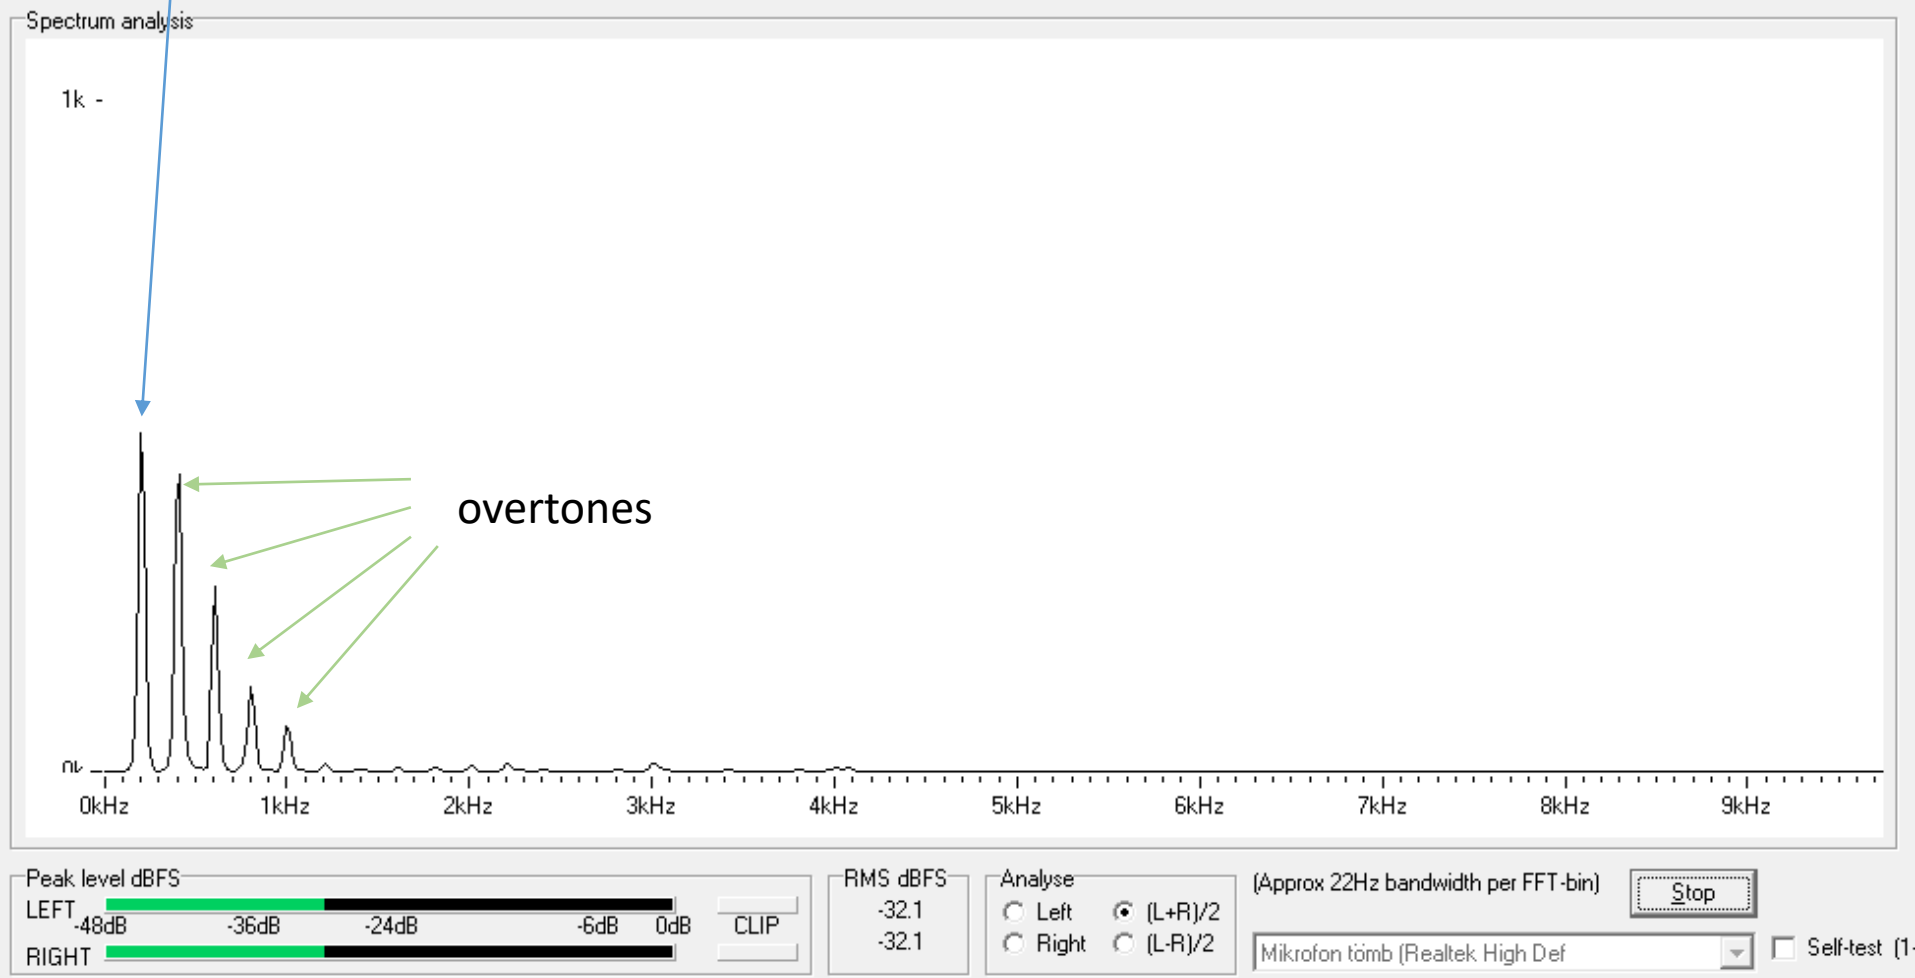 Spectrum analysis
1k -
overtones
0kHz 1kHz 2kHz 3kHz 4kHz 5kHz 6kHz 7kHz 8kHz 9kHz
Peak level dBFS
LEFT
-48dB -36dB -24dB -6dB 0dB
RIGHT
CLIP
RMS dBFS
-32.1
-32.1
Analyse
Left (L+R)/2
Right (L-R)/2
(Approx 22Hz bandwidth per FFT-bin)
Stop
Mikrofon tömb (Realtek High Def
Self-test (1-